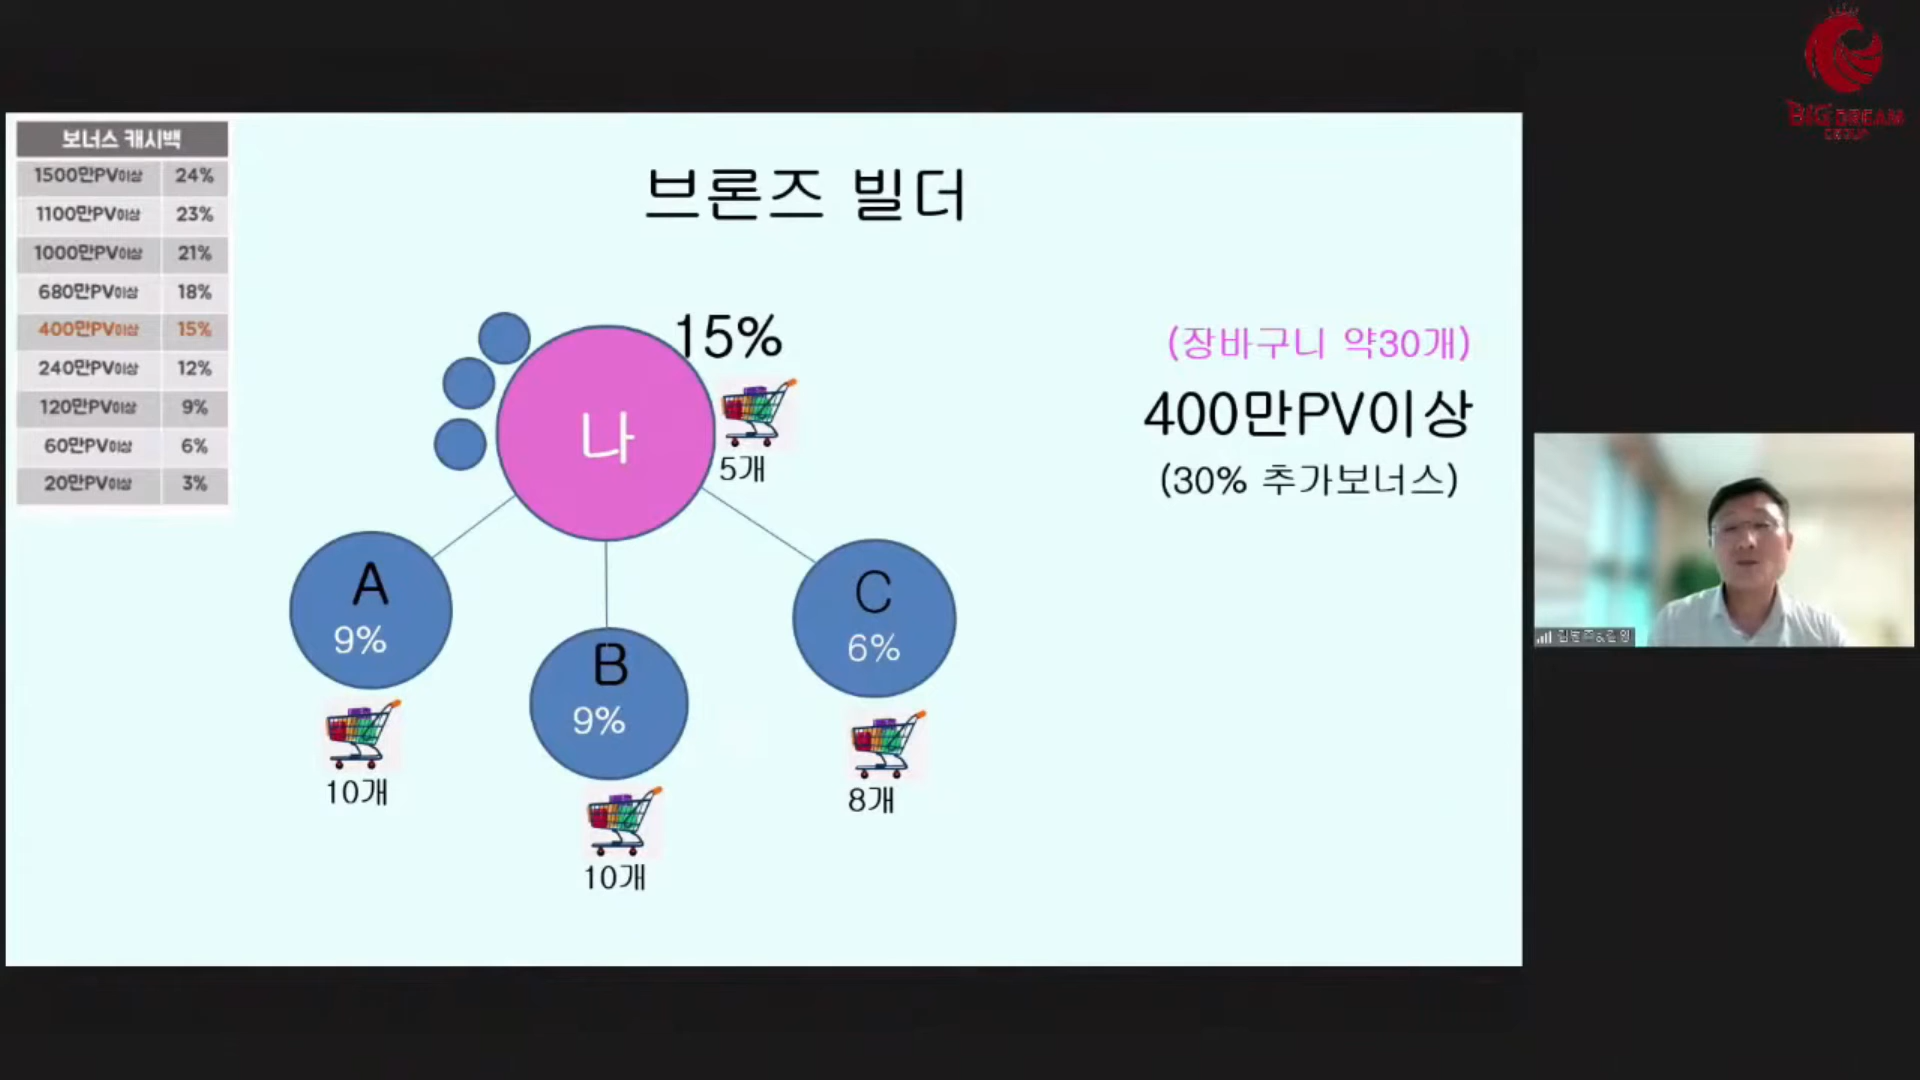 BIG DREAM
GROUP
보너스 캐시백
1500만PV이상 24%
1100만PV이상 23%
1000만PV이상 21%
680만PV이상 18%
400만PV이상 15%
240만PV이상 12%
120만PV이상 9%
60만PV이상 6%
20만PV이상 3%
브론즈 빌더
15%
나
5개
(장바구니 약30개)
400만PV이상
(30% 추가보너스)
A
9%
10개
B
9%
10개
C
6%
8개